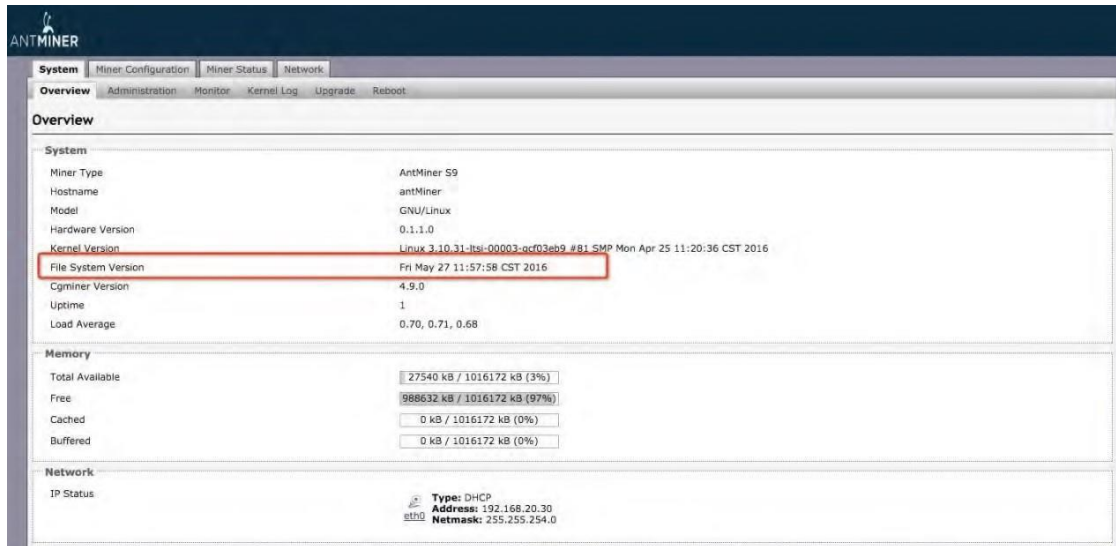 ANTMINER
System Miner Configuration Miner Status Network
Overview Administration Monitor Kernel Log Upgrade Reboot
Overview
System
Miner Type AntMiner S9
Hostname antMiner
Model GNU/Linux
Hardware Version 0.1.1.0
Kernel Version Linux 3.10.31-ltsi-00003-gcf03eb9 #81 SMP Mon Apr 25 11:20:36 CST 2016
File System Version Fri May 27 11:57:58 CST 2016
Cgminer Version 4.9.0
Uptime 1
Load Average 0.70, 0.71, 0.68
Memory
Total Available 27540 kB / 1016172 kB (3%)
Free 988632 kB / 1016172 kB (97%)
Cached 0 kB / 1016172 kB (0%)
Buffered 0 kB / 1016172 kB (0%)
Network
IP Status Type: DHCP
Address: 192.168.20.30
eth0 Netmask: 255.255.254.0